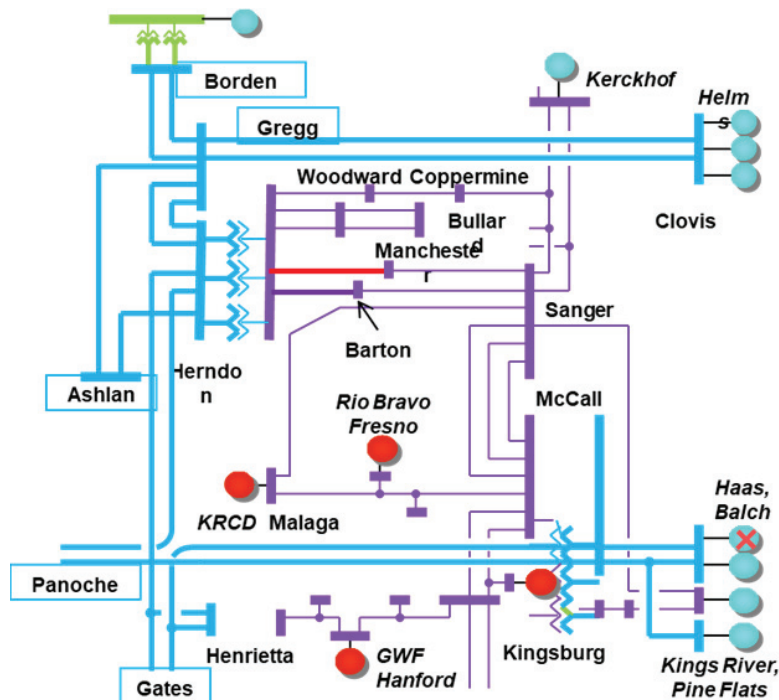 Borden
Kerckhof
Helm
s
Gregg
Woodward Coppermine
Bullar
d
Clovis
Mancheste
r
Sanger
Barton
Herndo
n
Ashlan
McCall
Rio Bravo
Fresno
Haas,
Balch
KRCD
Malaga
Panoche
Henrietta
GWF
Hanford
Kingsburg
Kings River,
Pine Flats
Gates